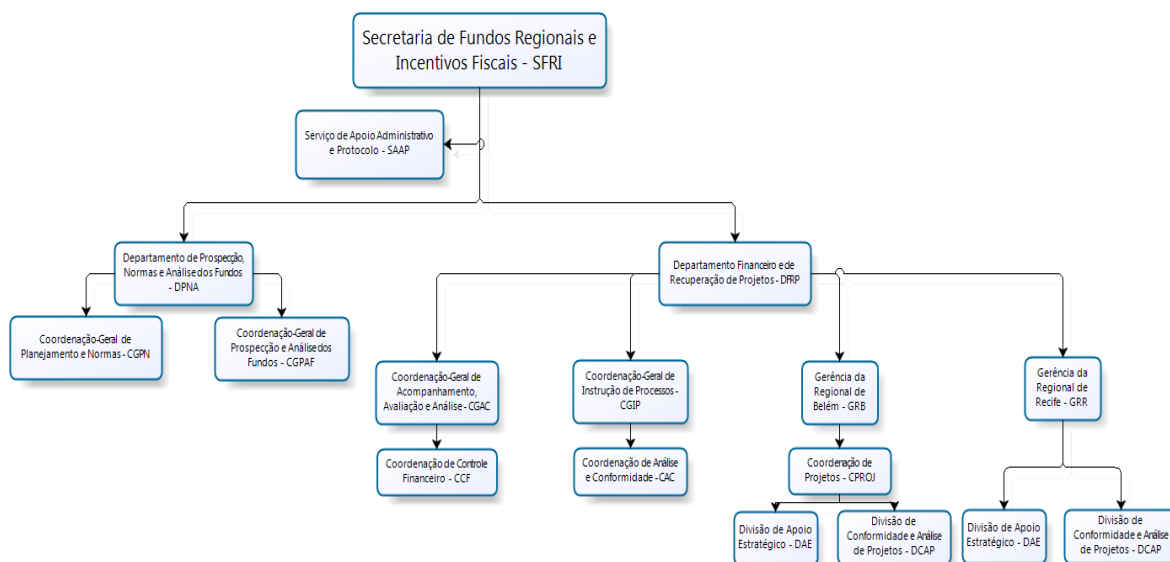 Secretaria de Fundos Regionais e
Incentivos Fiscais - SFRI
Serviço de Apoio Administrativo
e Protocolo - SAAP
Departamento de Prospecção,
Normas e Análise dos Fundos
- DPNA
Departamento Financeiro e de
Recuperação de Projetos - DFRP
Coordenação-Geral de
Planejamento e Normas - CGPN
Coordenação-Geral de
Prospecção e Análise dos
Fundos - CGPAF
Coordenação-Geral de
Acompanhamento,
Avaliação e Análise - CGAC
Coordenação-Geral de
Instrução de Processos -
CGIP
Gerência da
Regional de
Belém - GRB
Gerência da
Regional de
Recife - GRR
Coordenação de Controle
Financeiro - CCF
Coordenação de Análise
e Conformidade - CAC
Coordenação de
Projetos - CPROJ
Divisão de Apoio
Estratégico - DAE
Divisão de
Conformidade e Análise
de Projetos - DCAP
Divisão de Apoio
Estratégico - DAE
Divisão de
Conformidade e Análise
de Projetos - DCAP